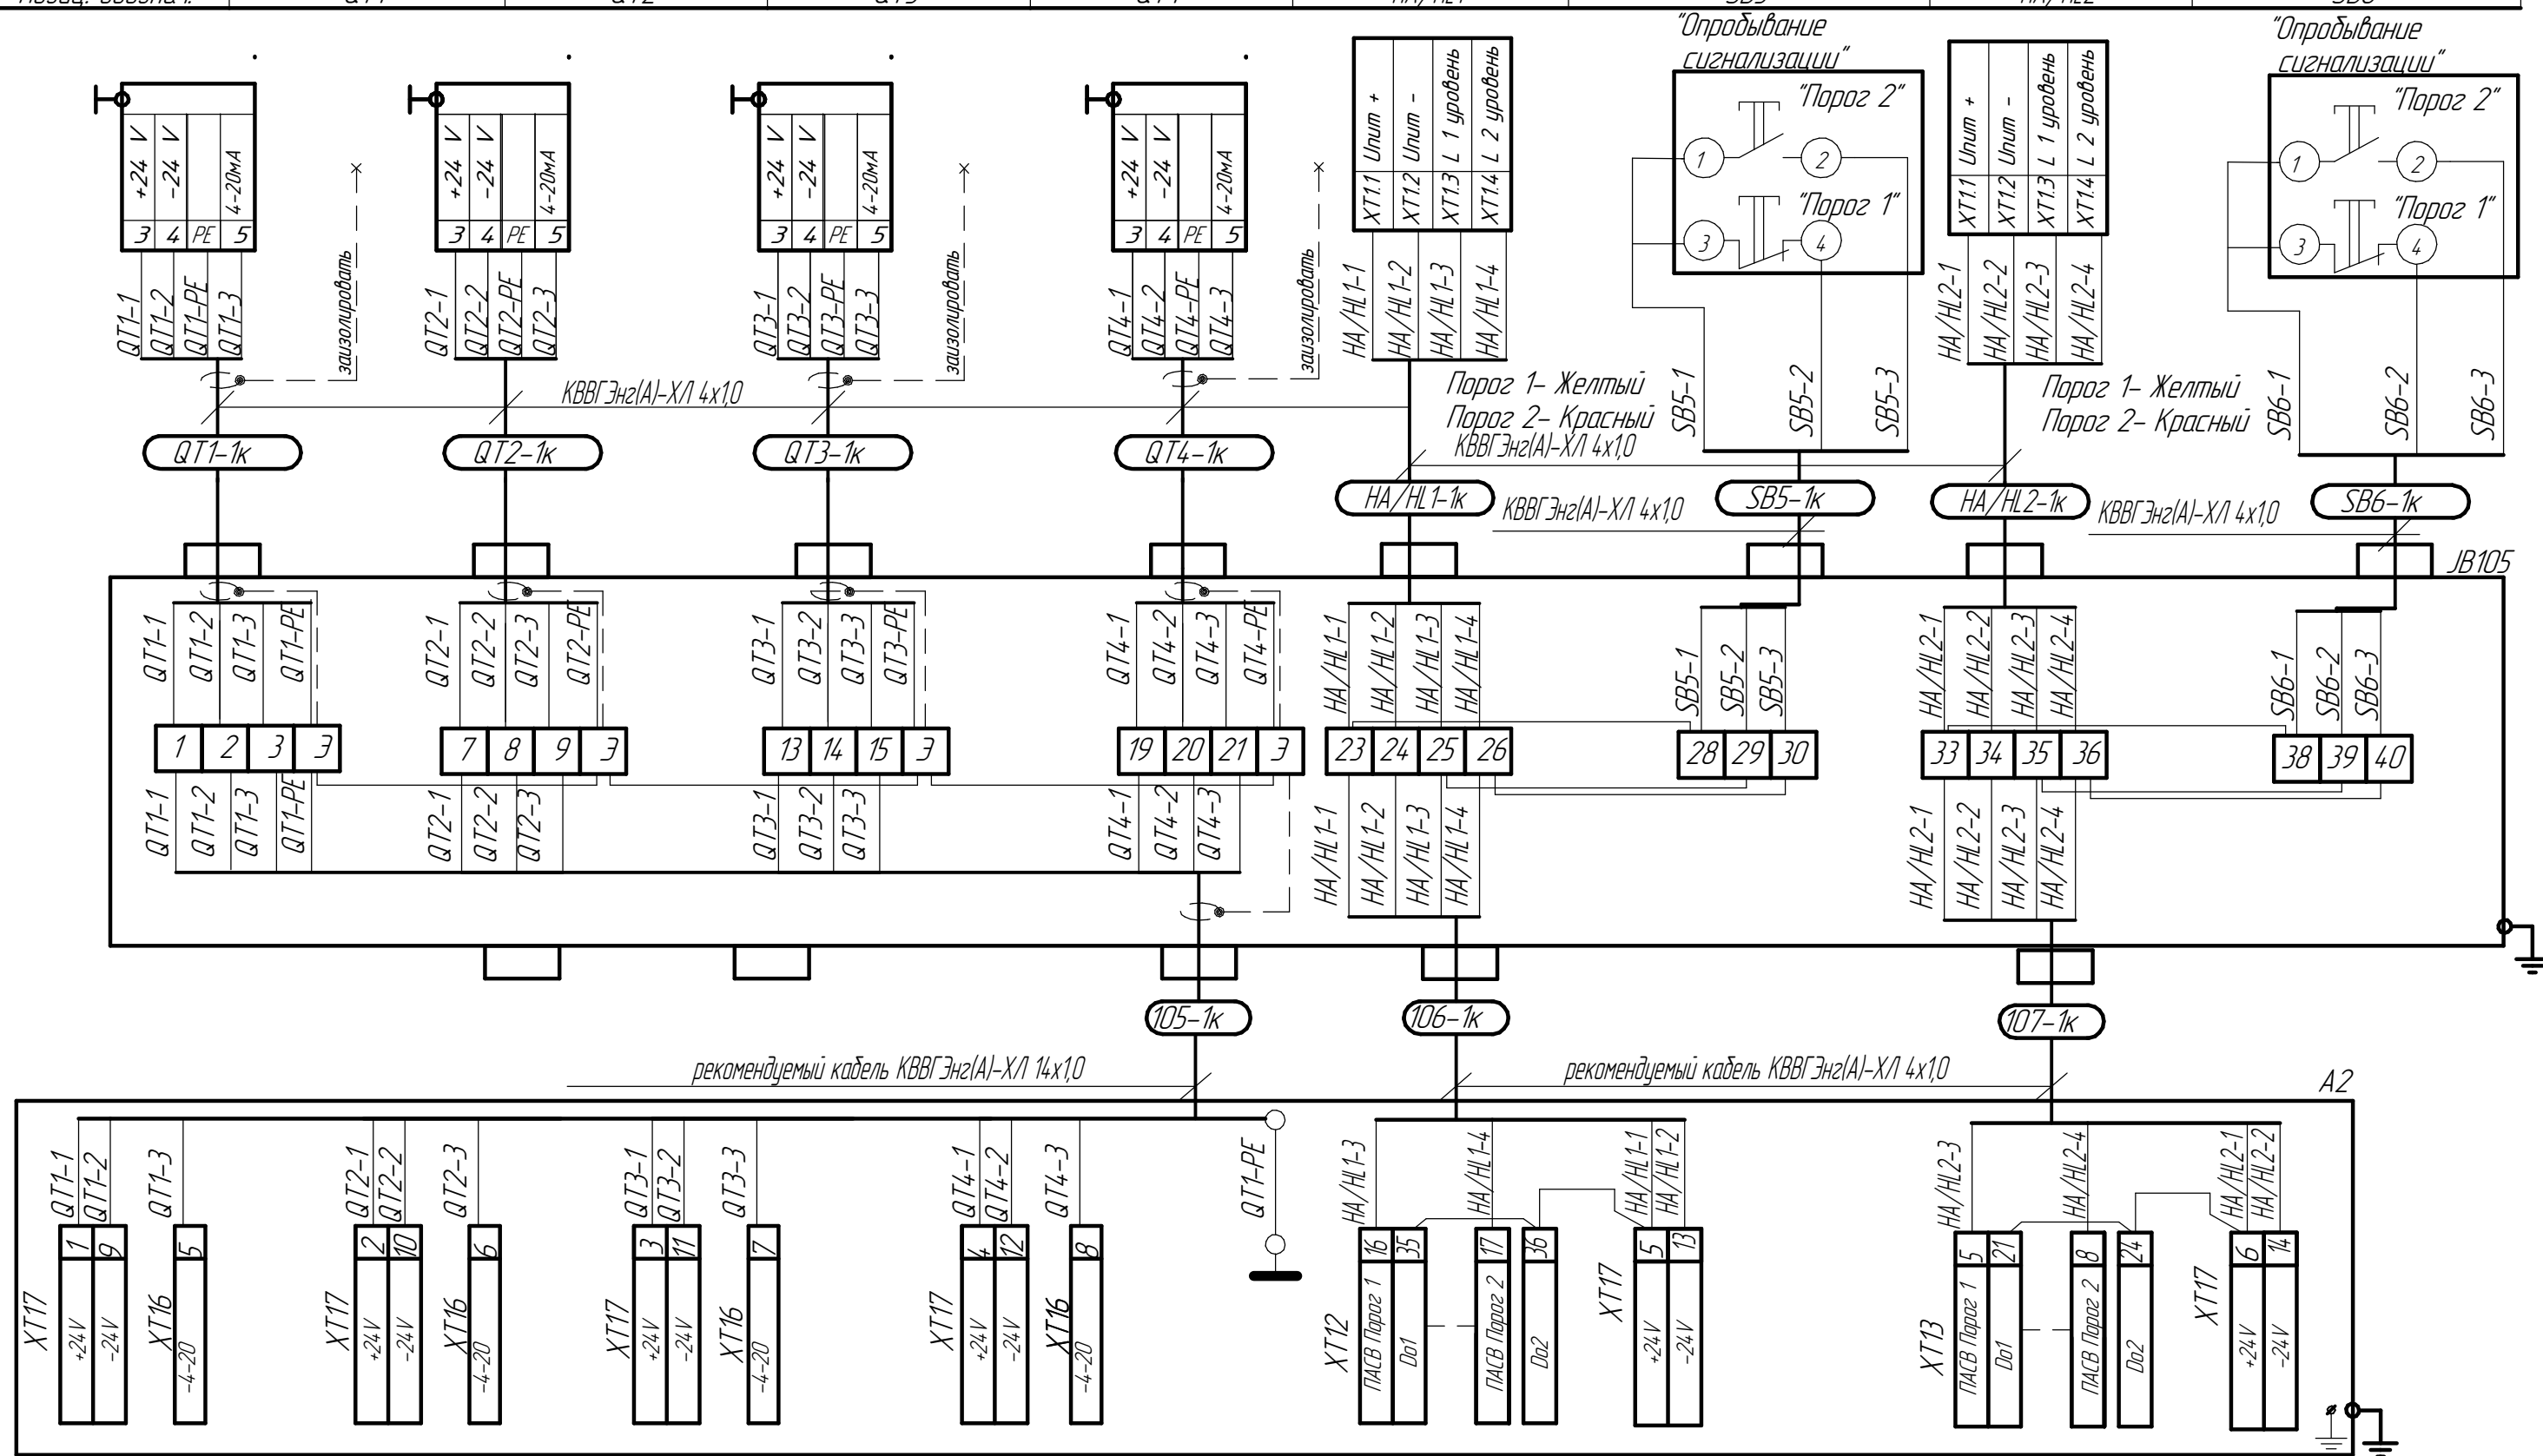 "Опробывание
сигнализации"
"Опробывание
сигнализации"
+24 V
-24 V
4-20мА
3 4 PE 5
+24 V
-24 V
4-20мА
3 4 PE 5
+24 V
-24 V
4-20мА
3 4 PE 5
+24 V
-24 V
4-20мА
3 4 PE 5
XT1.1 Uпит +
XT1.2 Uпит -
XT1.3 L 1 уровень
XT1.4 L 2 уровень
"Порог 2"
1 2
"Порог 1"
3 4
XT1.1 Uпит +
XT1.2 Uпит -
XT1.3 L 1 уровень
XT1.4 L 2 уровень
"Порог 2"
1 2
"Порог 1"
3 4
QT1-1 QT1-2 QT1-PE QT1-3
заизолировать
QT2-1 QT2-2 QT2-PE QT2-3
QT3-1 QT3-2 QT3-PE QT3-3
заизолировать
QT4-1 QT4-2 QT4-PE QT4-3
заизолировать
HA/HL1-1 HA/HL1-2 HA/HL1-3 HA/HL1-4
SB5-1 SB5-2 SB5-3
HA/HL2-1 HA/HL2-2 HA/HL2-3 HA/HL2-4
SB6-1 SB6-2 SB6-3
КВВГЭнг(А)-ХЛ 4х1,0
Порог 1- Желтый
Порог 2- Красный
КВВГЭнг(А)-ХЛ 4х1,0
Порог 1- Желтый
Порог 2- Красный
QT1-1к QT2-1к QT3-1к QT4-1к
HA/HL1-1к SB5-1к HA/HL2-1к SB6-1к
КВВГЭнг(А)-ХЛ 4х1,0
КВВГЭнг(А)-ХЛ 4х1,0
JB105
QT1-1 QT1-2 QT1-3 QT1-PE
QT2-1 QT2-2 QT2-3 QT2-PE
QT3-1 QT3-2 QT3-3 QT3-PE
QT4-1 QT4-2 QT4-3 QT4-PE
HA/HL1-1 HA/HL1-2 HA/HL1-3 HA/HL1-4
SB5-1 SB5-2 SB5-3
HA/HL2-1 HA/HL2-2 HA/HL2-3 HA/HL2-4
SB6-1 SB6-2 SB6-3
1 2 3 Э
7 8 9 Э
13 14 15 Э
19 20 21 Э
23 24 25 26
28 29 30
33 34 35 36
38 39 40
QT1-1 QT1-2 QT1-3 QT1-PE
QT2-1 QT2-2 QT2-3
QT3-1 QT3-2 QT3-3
QT4-1 QT4-2 QT4-3
HA/HL1-1 HA/HL1-2 HA/HL1-3 HA/HL1-4
HA/HL2-1 HA/HL2-2 HA/HL2-3 HA/HL2-4
105-1к 106-1к 107-1к
рекомендуемый кабель КВВГЭнг(А)-ХЛ 14х1,0
рекомендуемый кабель КВВГЭнг(А)-ХЛ 4х1,0
A2
QT1-1 QT1-2 QT1-3
QT2-1 QT2-2 QT2-3
QT3-1 QT3-2 QT3-3
QT4-1 QT4-2 QT4-3
QT1-PE
HA/HL1-3 HA/HL1-4 HA/HL1-1 HA/HL1-2
HA/HL2-3 HA/HL2-4 HA/HL2-1 HA/HL2-2
XT17
1 +24V
9 -24V
XT16
5 -4-20
XT17
2 +24V
10 -24V
XT16
6 -4-20
XT17
3 +24V
11 -24V
XT16
7 -4-20
XT17
4 +24V
12 -24V
XT16
8 -4-20
XT12
16 ПАСВ Порог 1
35 Do1
17 ПАСВ Порог 2
36 Do2
XT17
5 +24V
13 -24V
XT13
5 ПАСВ Порог 1
21 Do1
8 ПАСВ Порог 2
24 Do2
XT17
6 +24V
14 -24V